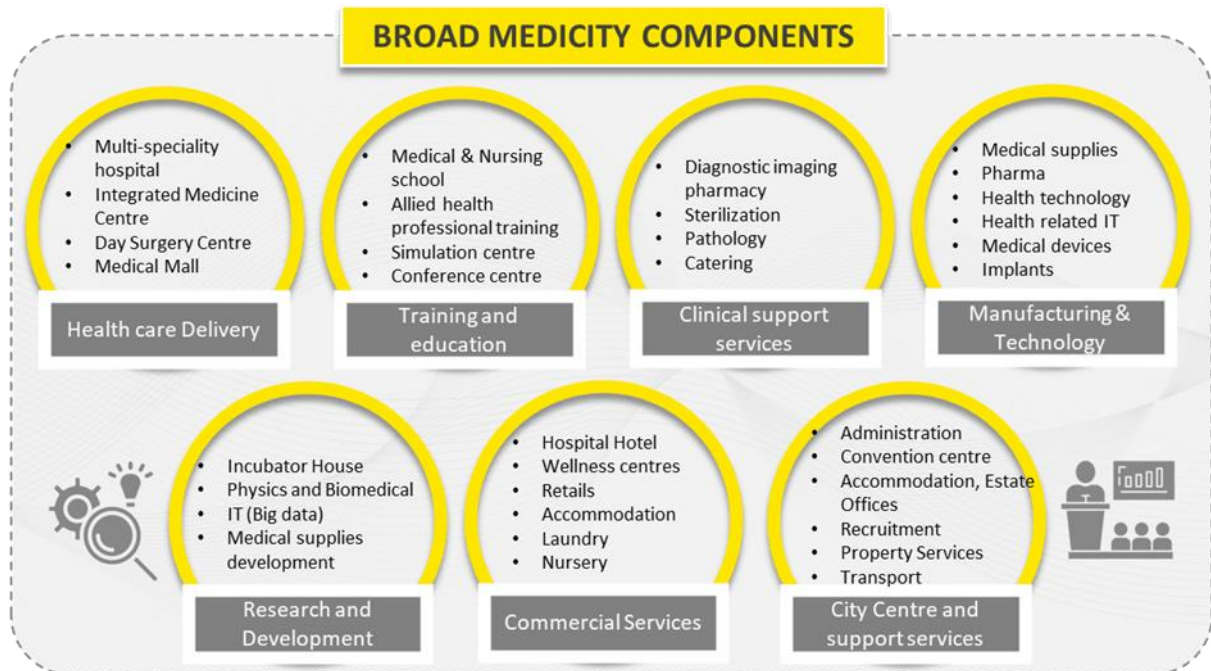 BROAD MEDICITY COMPONENTS
• Multi-speciality
hospital
• Integrated Medicine
Centre
• Day Surgery Centre
• Medical Mall
Health care Delivery
• Medical & Nursing
school
• Allied health
professional training
• Simulation centre
• Conference centre
Training and
education
• Diagnostic imaging
pharmacy
• Sterilization
• Pathology
• Catering
Clinical support
services
• Medical supplies
• Pharma
• Health technology
• Health related IT
• Medical devices
• Implants
Manufacturing &
Technology
• Incubator House
• Physics and Biomedical
• IT (Big data)
• Medical supplies
development
Research and
Development
• Hospital Hotel
• Wellness centres
• Retails
• Accommodation
• Laundry
• Nursery
Commercial Services
• Administration
• Convention centre
• Accommodation, Estate
Offices
• Recruitment
• Property Services
• Transport
City Centre and
support services